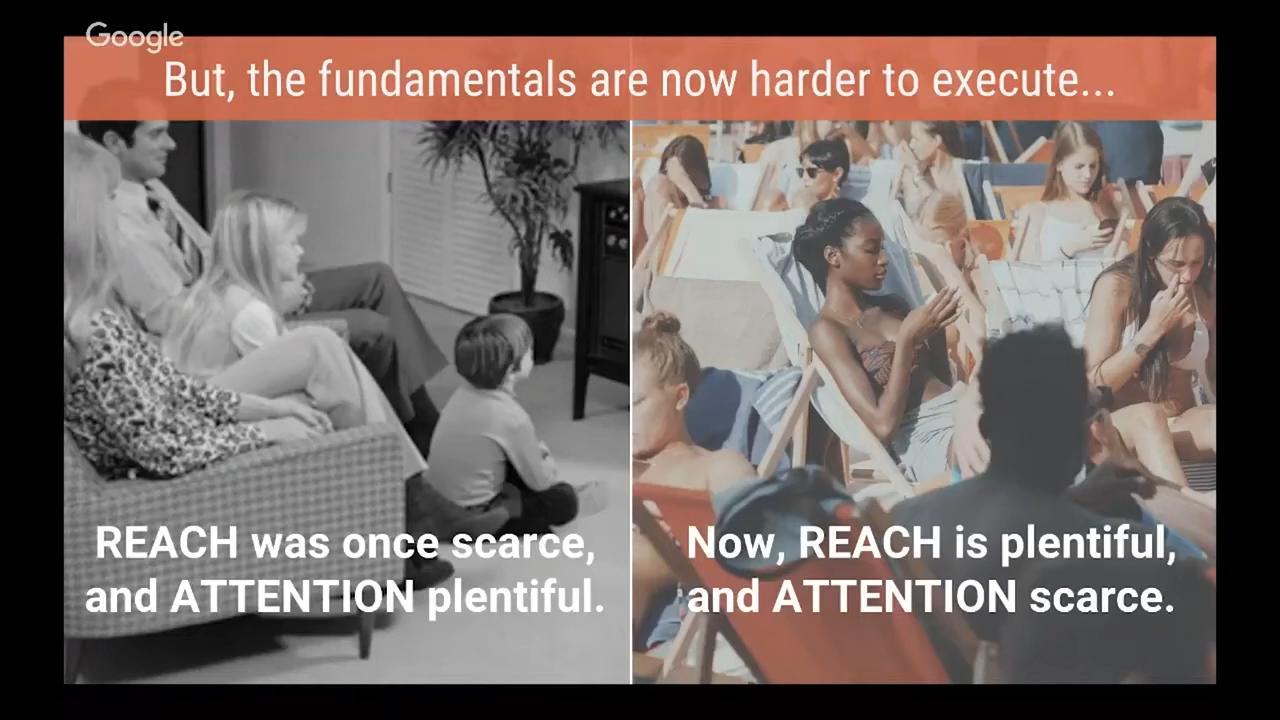 Google
But, the fundamentals are now harder to execute...
REACH was once scarce,
and ATTENTION plentiful.
Now, REACH is plentiful,
and ATTENTION scarce.